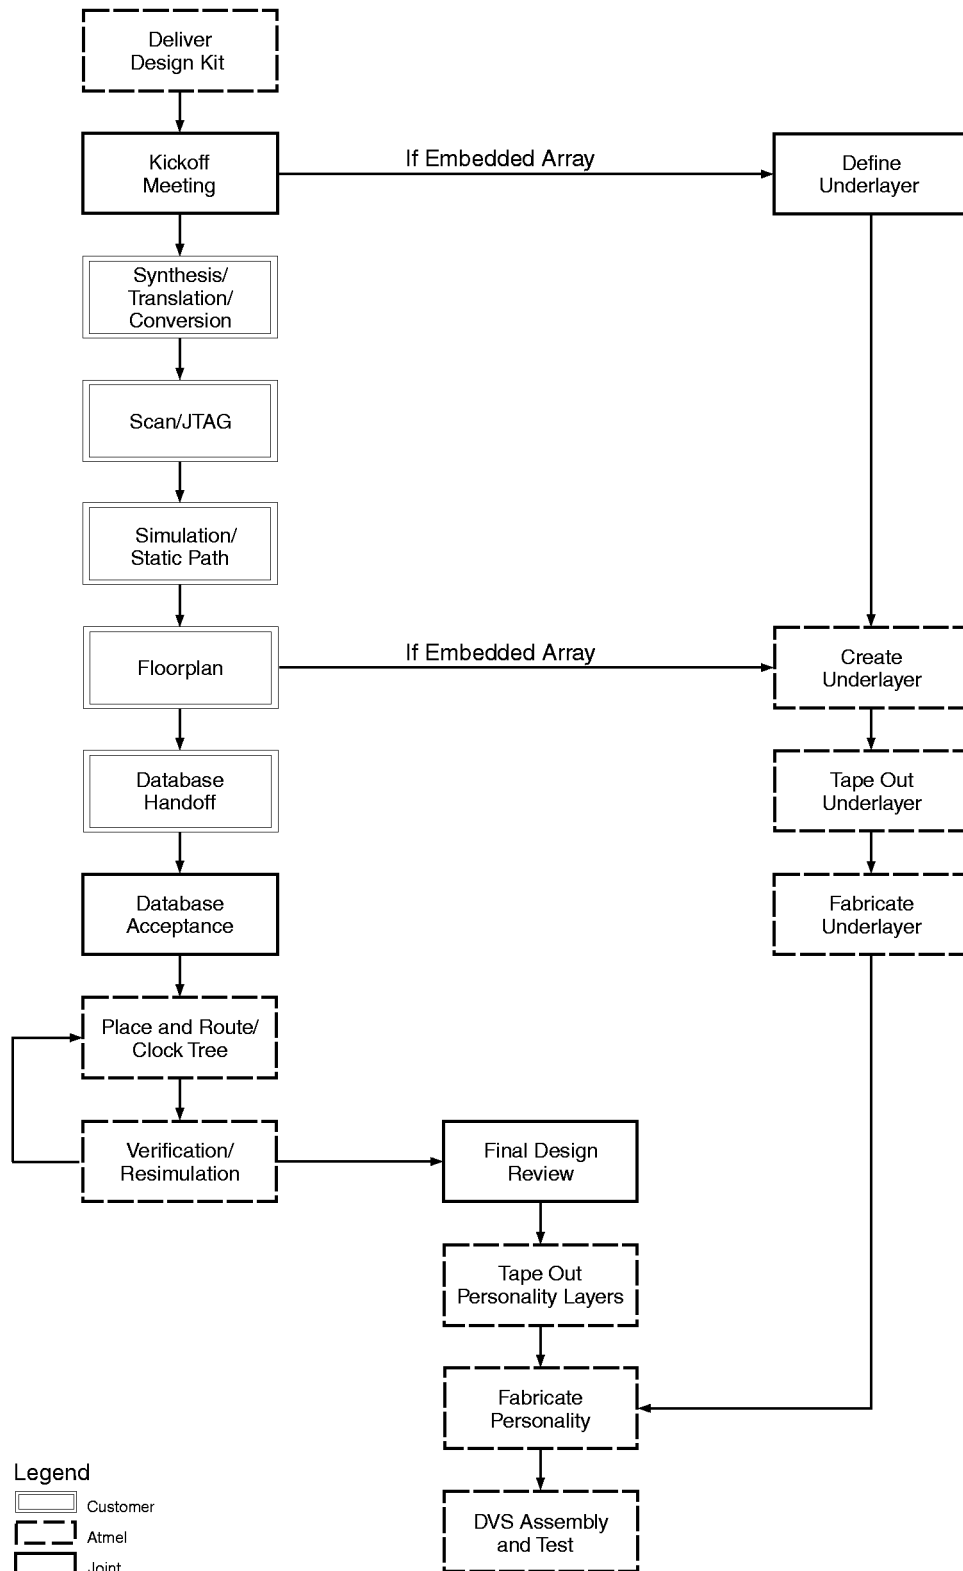 Deliver
Design Kit
Kickoff
Meeting
If Embedded Array
Define
Underlayer
Synthesis/
Translation/
Conversion
Scan/JTAG
Simulation/
Static Path
Floorplan
If Embedded Array
Create
Underlayer
Database
Handoff
Tape Out
Underlayer
Database
Acceptance
Fabricate
Underlayer
Place and Route/
Clock Tree
Verification/
Resimulation
Final Design
Review
Tape Out
Personality Layers
Fabricate
Personality
DVS Assembly
and Test
Legend
Customer
Atmel
Joint